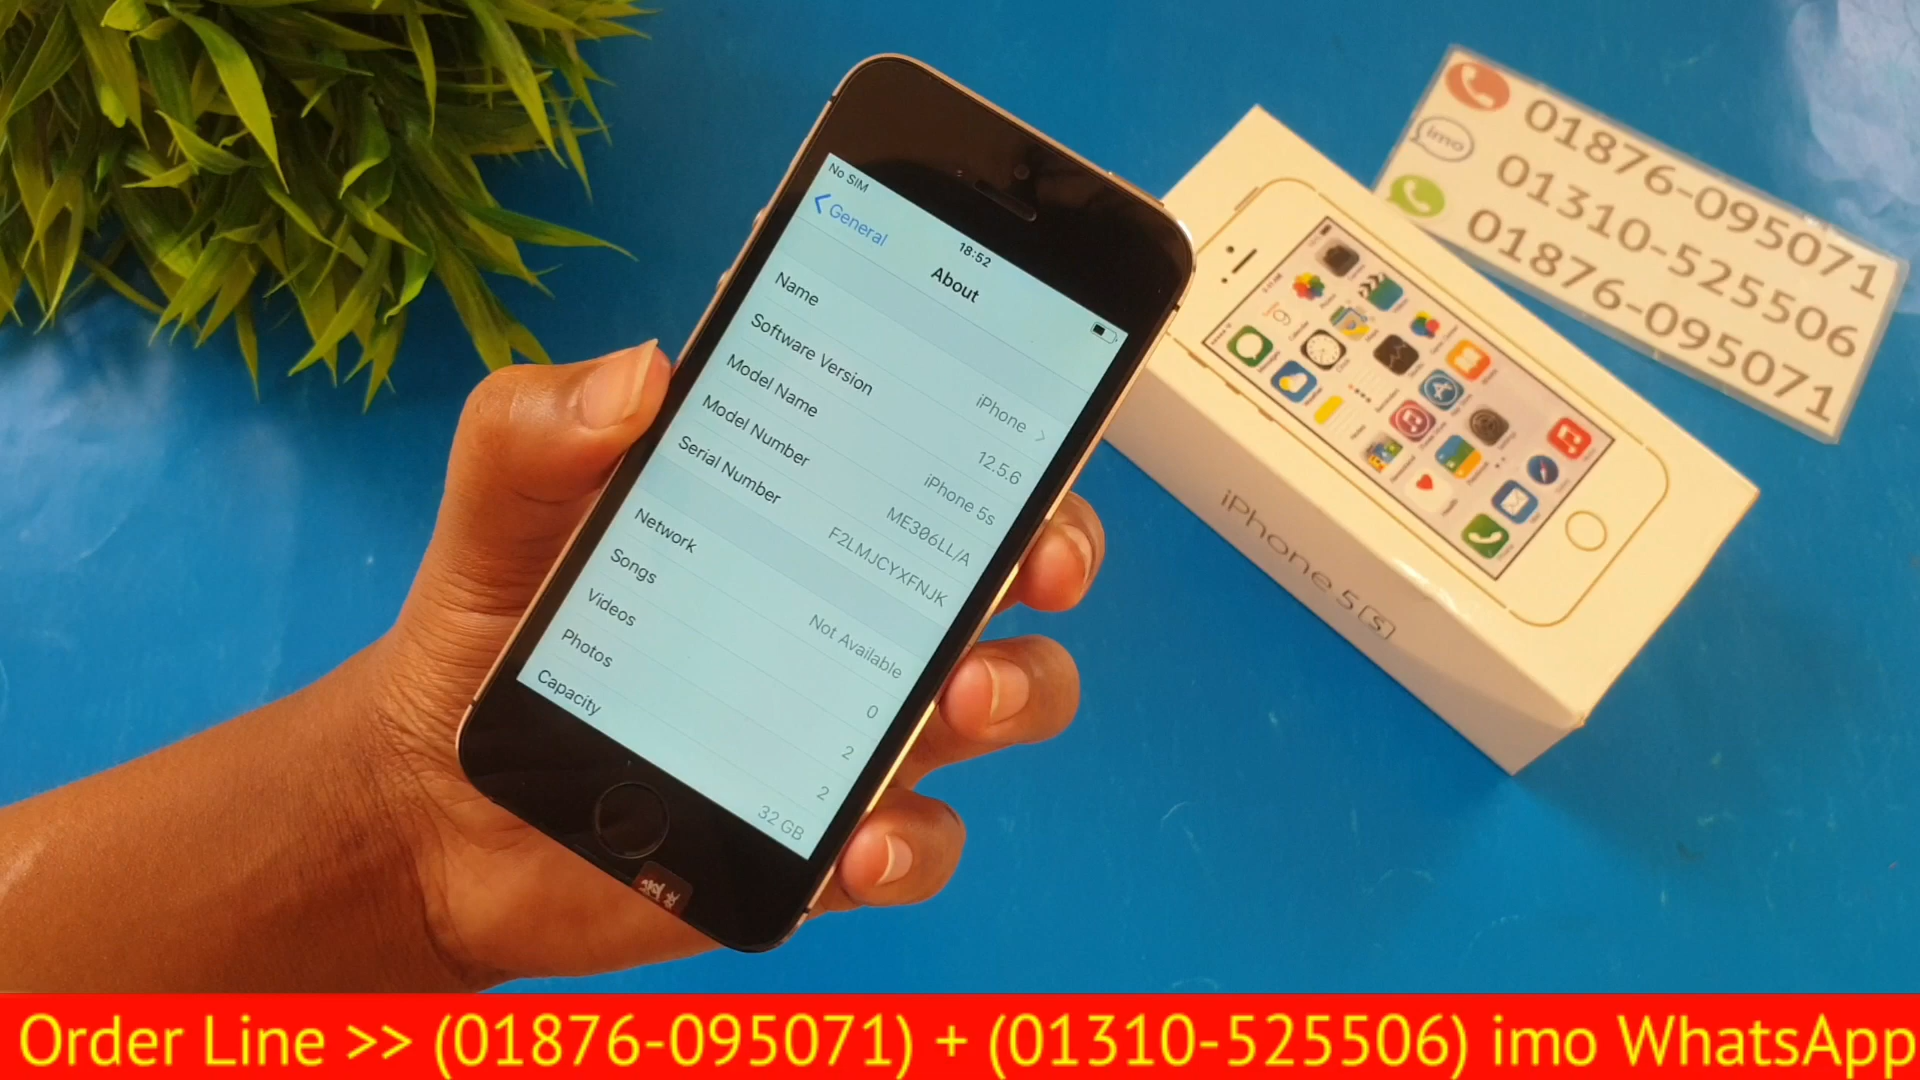 No SIM
18:52
General
About
Name
iPhone
Software Version
12.5.6
Model Name
iPhone 5s
Model Number
ME306LL/A
Serial Number
F2LMJCYXFNJK
Network
Not Available
Songs
0
Videos
2
Photos
2
Capacity
32 GB
01876-095071
imo 01310-525506
01876-095071
iPhone 5s
Order Line >> (01876-095071) + (01310-525506) imo WhatsApp